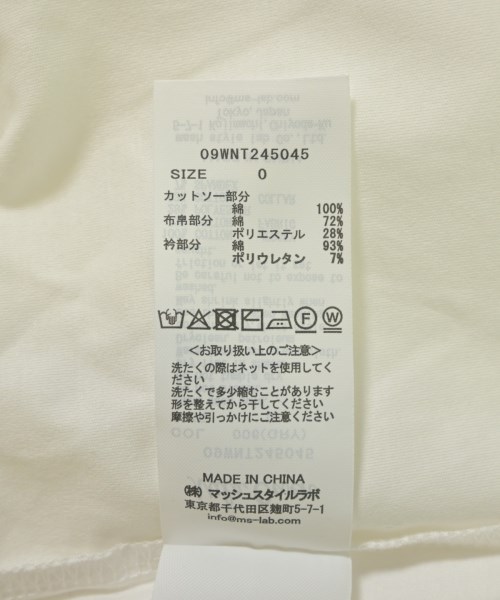 09WNT245045
SIZE 0
カットソー部分
綿 100%
布帛部分 綿 72%
ポリエステル 28%
衿部分 綿 93%
ポリウレタン 7%
<お取り扱い上のご注意>
洗たくの際はネットを使用してく
ださい
洗たくで多少縮むことがあります
形を整えてから干してください
摩擦や引っかけにご注意ください
MADE IN CHINA
㈱ マッシュスタイルラボ
東京都千代田区麹町5-7-1
info@ms-lab.com